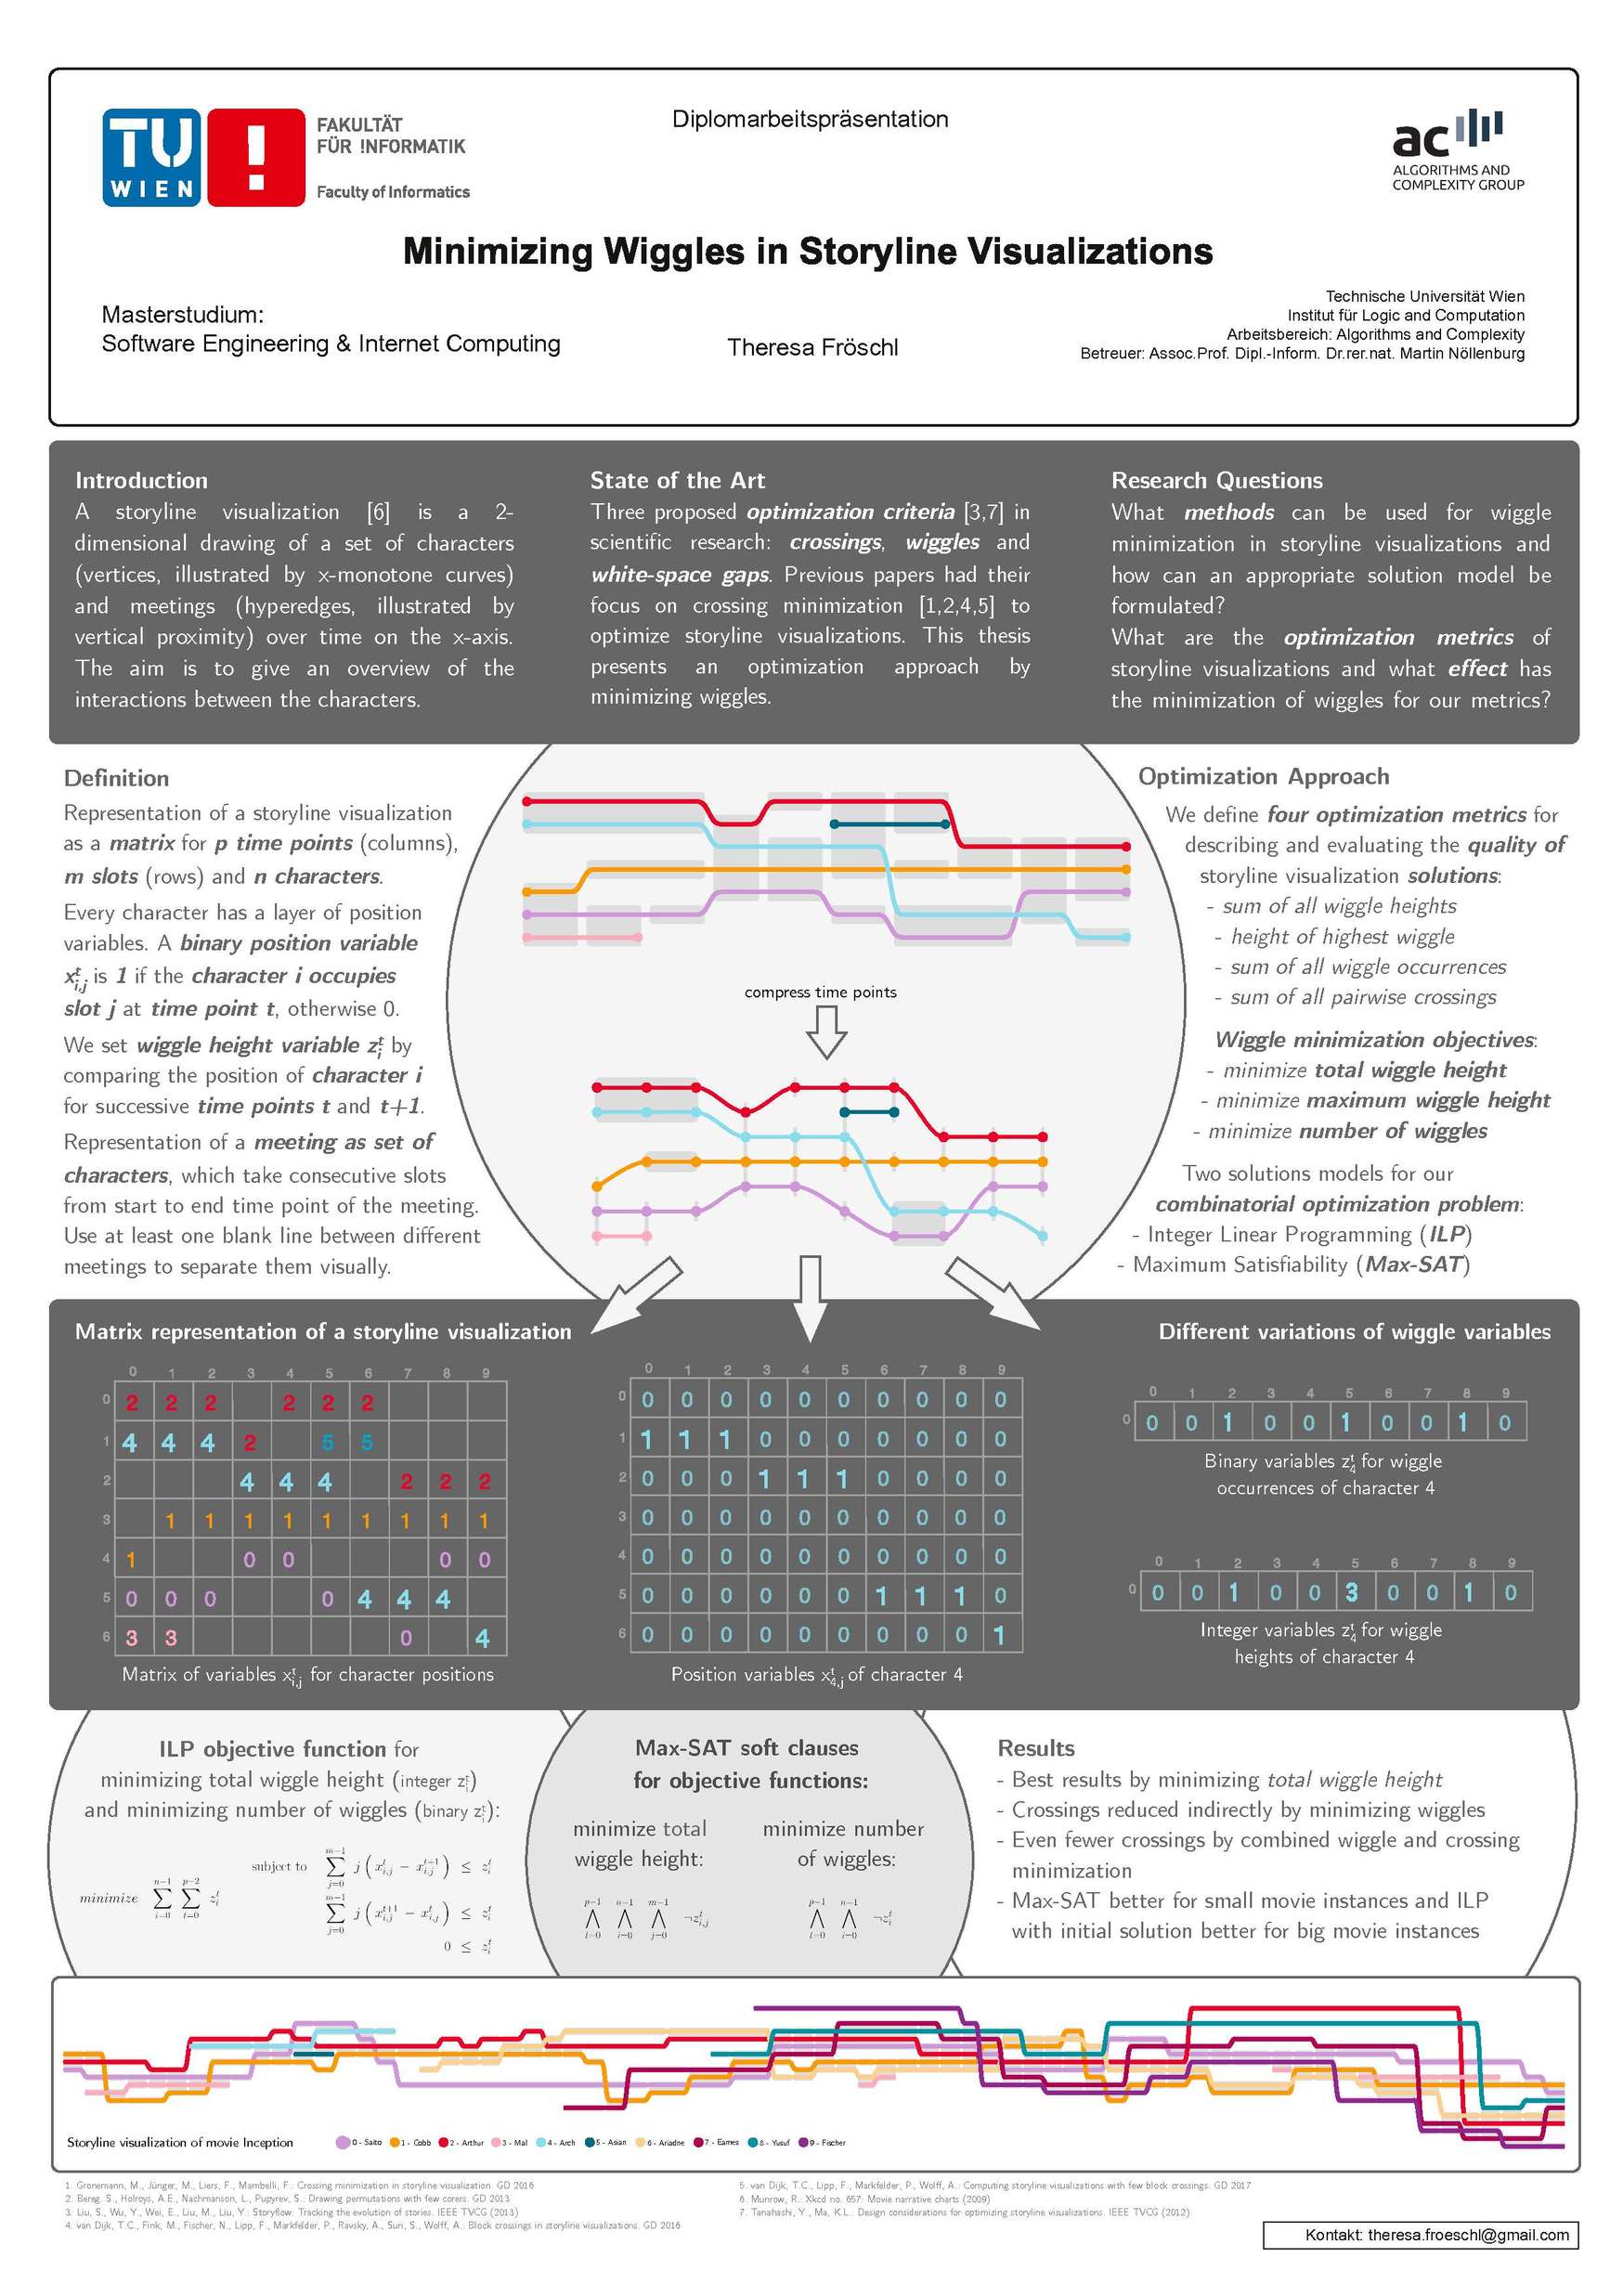 TU
WIEN
!
FAKULTÄT
FÜR !NFORMATIK
Faculty of Informatics
Diplomarbeitspräsentation
ac
ALGORITHMS AND
COMPLEXITY GROUP
Minimizing Wiggles in Storyline Visualizations
Masterstudium:
Software Engineering & Internet Computing
Theresa Fröschl
Technische Universität Wien
Institut für Logic and Computation
Arbeitsbereich: Algorithms and Complexity
Betreuer: Assoc.Prof. Dipl.-Inform. Dr.rer.nat. Martin Nöllenburg
Introduction
A storyline visualization [6] is a 2-
dimensional drawing of a set of characters
(vertices, illustrated by x-monotone curves)
and meetings (hyperedges, illustrated by
vertical proximity) over time on the x-axis.
The aim is to give an overview of the
interactions between the characters.
State of the Art
Three proposed optimization criteria [3,7] in
scientific research: crossings, wiggles and
white-space gaps. Previous papers had their
focus on crossing minimization [1,2,4,5] to
optimize storyline visualizations. This thesis
presents an optimization approach by
minimizing wiggles.
Research Questions
What methods can be used for wiggle
minimization in storyline visualizations and
how can an appropriate solution model be
formulated?
What are the optimization metrics of
storyline visualizations and what effect has
the minimization of wiggles for our metrics?
Definition
Representation of a storyline visualization
as a matrix for p time points (columns),
m slots (rows) and n characters.
Every character has a layer of position
variables. A binary position variable
x^t_{i,j} is 1 if the character i occupies
slot j at time point t, otherwise 0.
We set wiggle height variable z^t_i by
comparing the position of character i
for successive time points t and t+1.
Representation of a meeting as set of
characters, which take consecutive slots
from start to end time point of the meeting.
Use at least one blank line between different
meetings to separate them visually.
compress time points
Optimization Approach
We define four optimization metrics for
describing and evaluating the quality of
storyline visualization solutions:
- sum of all wiggle heights
- height of highest wiggle
- sum of all wiggle occurrences
- sum of all pairwise crossings
Wiggle minimization objectives:
- minimize total wiggle height
- minimize maximum wiggle height
- minimize number of wiggles
Two solutions models for our
combinatorial optimization problem:
- Integer Linear Programming (ILP)
- Maximum Satisfiability (Max-SAT)
Matrix representation of a storyline visualization
0 1 2 3 4 5 6 7 8 9
0 2 2 2 2 2 2
1 4 4 4 2 5 5
2 4 4 4 2 2 2
3 1 1 1 1 1 1 1 1 1
4 1 0 0 0 0
5 0 0 0 0 4 4 4
6 3 3 0 4
Matrix of variables x^t_{i,j} for character positions
0 1 2 3 4 5 6 7 8 9
0 0 0 0 0 0 0 0 0 0 0
1 1 1 1 0 0 0 0 0 0 0
2 0 0 0 1 1 1 0 0 0 0
3 0 0 0 0 0 0 0 0 0 0
4 0 0 0 0 0 0 0 0 0 0
5 0 0 0 0 0 0 1 1 1 0
6 0 0 0 0 0 0 0 0 0 1
Position variables x^t_{4,j} of character 4
Different variations of wiggle variables
0 1 2 3 4 5 6 7 8 9
0 0 0 1 0 0 1 0 0 1 0
Binary variables z^t_4 for wiggle
occurrences of character 4
0 1 2 3 4 5 6 7 8 9
0 0 0 1 0 0 3 0 0 1 0
Integer variables z^t_4 for wiggle
heights of character 4
ILP objective function for
minimizing total wiggle height (integer z^t_i)
and minimizing number of wiggles (binary z^t_i):
minimize ∑_{i=0}^{n-1} ∑_{t=0}^{p-2} z^t_i
subject to ∑_{j=0}^{m-1} j (x^t_{i,j} − x^{t+1}_{i,j}) ≤ z^t_i
∑_{j=0}^{m-1} j (x^{t+1}_{i,j} − x^t_{i,j}) ≤ z^t_i
0 ≤ z^t_i
Max-SAT soft clauses
for objective functions:
minimize total
wiggle height:
⋀_{t=0}^{p-1} ⋀_{i=0}^{n-1} ⋀_{j=0}^{m-1} ¬z^t_{i,j}
minimize number
of wiggles:
⋀_{t=0}^{p-1} ⋀_{i=0}^{n-1} ¬z^t_i
Results
- Best results by minimizing total wiggle height
- Crossings reduced indirectly by minimizing wiggles
- Even fewer crossings by combined wiggle and crossing
minimization
- Max-SAT better for small movie instances and ILP
with initial solution better for big movie instances
Storyline visualization of movie Inception
0 - Saito 1 - Cobb 2 - Arthur 3 - Mal 4 - Arch 5 - Asian 6 - Ariadne 7 - Eames 8 - Yusuf 9 - Fischer
1. Gronemann, M., Jünger, M., Liers, F., Mambelli, F.: Crossing minimization in storyline visualization. GD 2016
2. Bereg, S., Holroys, A.E., Nachmanson, L., Pupyrev, S.: Drawing permutations with few corers. GD 2013
3. Liu, S., Wu, Y., Wei, E., Liu, M., Liu, Y.: Storyflow: Tracking the evolution of stories. IEEE TVCG (2013)
4. van Dijk, T.C., Fink, M., Fischer, N., Lipp, F., Markfelder, P., Ravsky, A., Suri, S., Wolff, A.: Block crossings in storyline visualizations. GD 2016
5. van Dijk, T.C., Lipp, F., Markfelder, P., Wolff, A.: Computing storyline visualizations with few block crossings. GD 2017
6. Munrow, R.: Xkcd no. 657: Movie narrative charts (2009)
7. Tanahashi, Y., Ma, K.L.: Design considerations for optimizing storyline visualizations. IEEE TVCG (2012)
Kontakt: theresa.froeschl@gmail.com